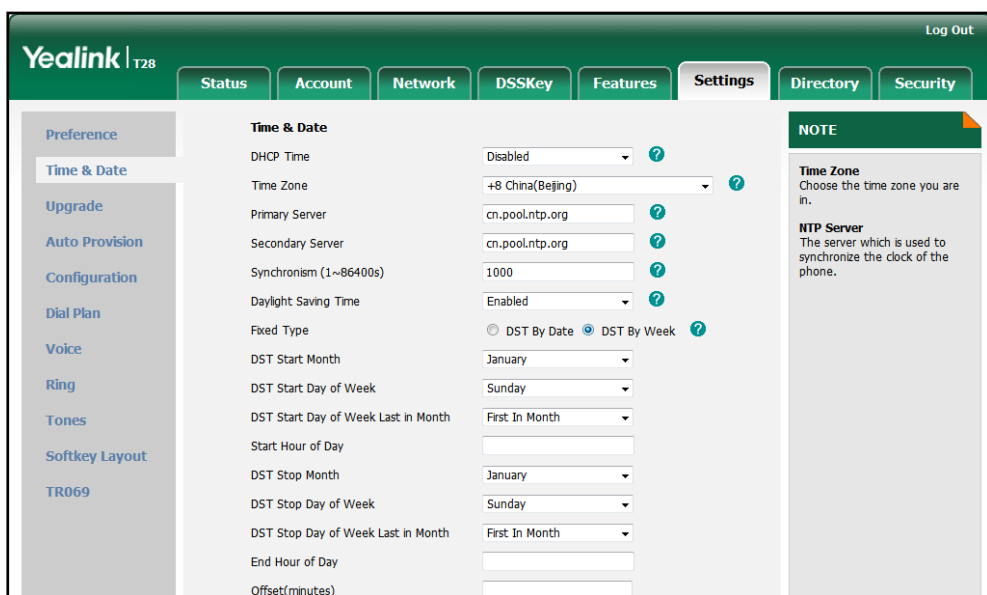 Log Out
Yealink T28
Status Account Network DSSKey Features Settings Directory Security
Preference
Time & Date
Upgrade
Auto Provision
Configuration
Dial Plan
Voice
Ring
Tones
Softkey Layout
TR069
Time & Date
DHCP Time Disabled ?
Time Zone +8 China(Beijing) ?
Primary Server cn.pool.ntp.org ?
Secondary Server cn.pool.ntp.org ?
Synchronism (1~86400s) 1000 ?
Daylight Saving Time Enabled ?
Fixed Type DST By Date DST By Week ?
DST Start Month January
DST Start Day of Week Sunday
DST Start Day of Week Last in Month First In Month
Start Hour of Day
DST Stop Month January
DST Stop Day of Week Sunday
DST Stop Day of Week Last in Month First In Month
End Hour of Day
Offset(minutes)
NOTE
Time Zone
Choose the time zone you are
in.
NTP Server
The server which is used to
synchronize the clock of the
phone.